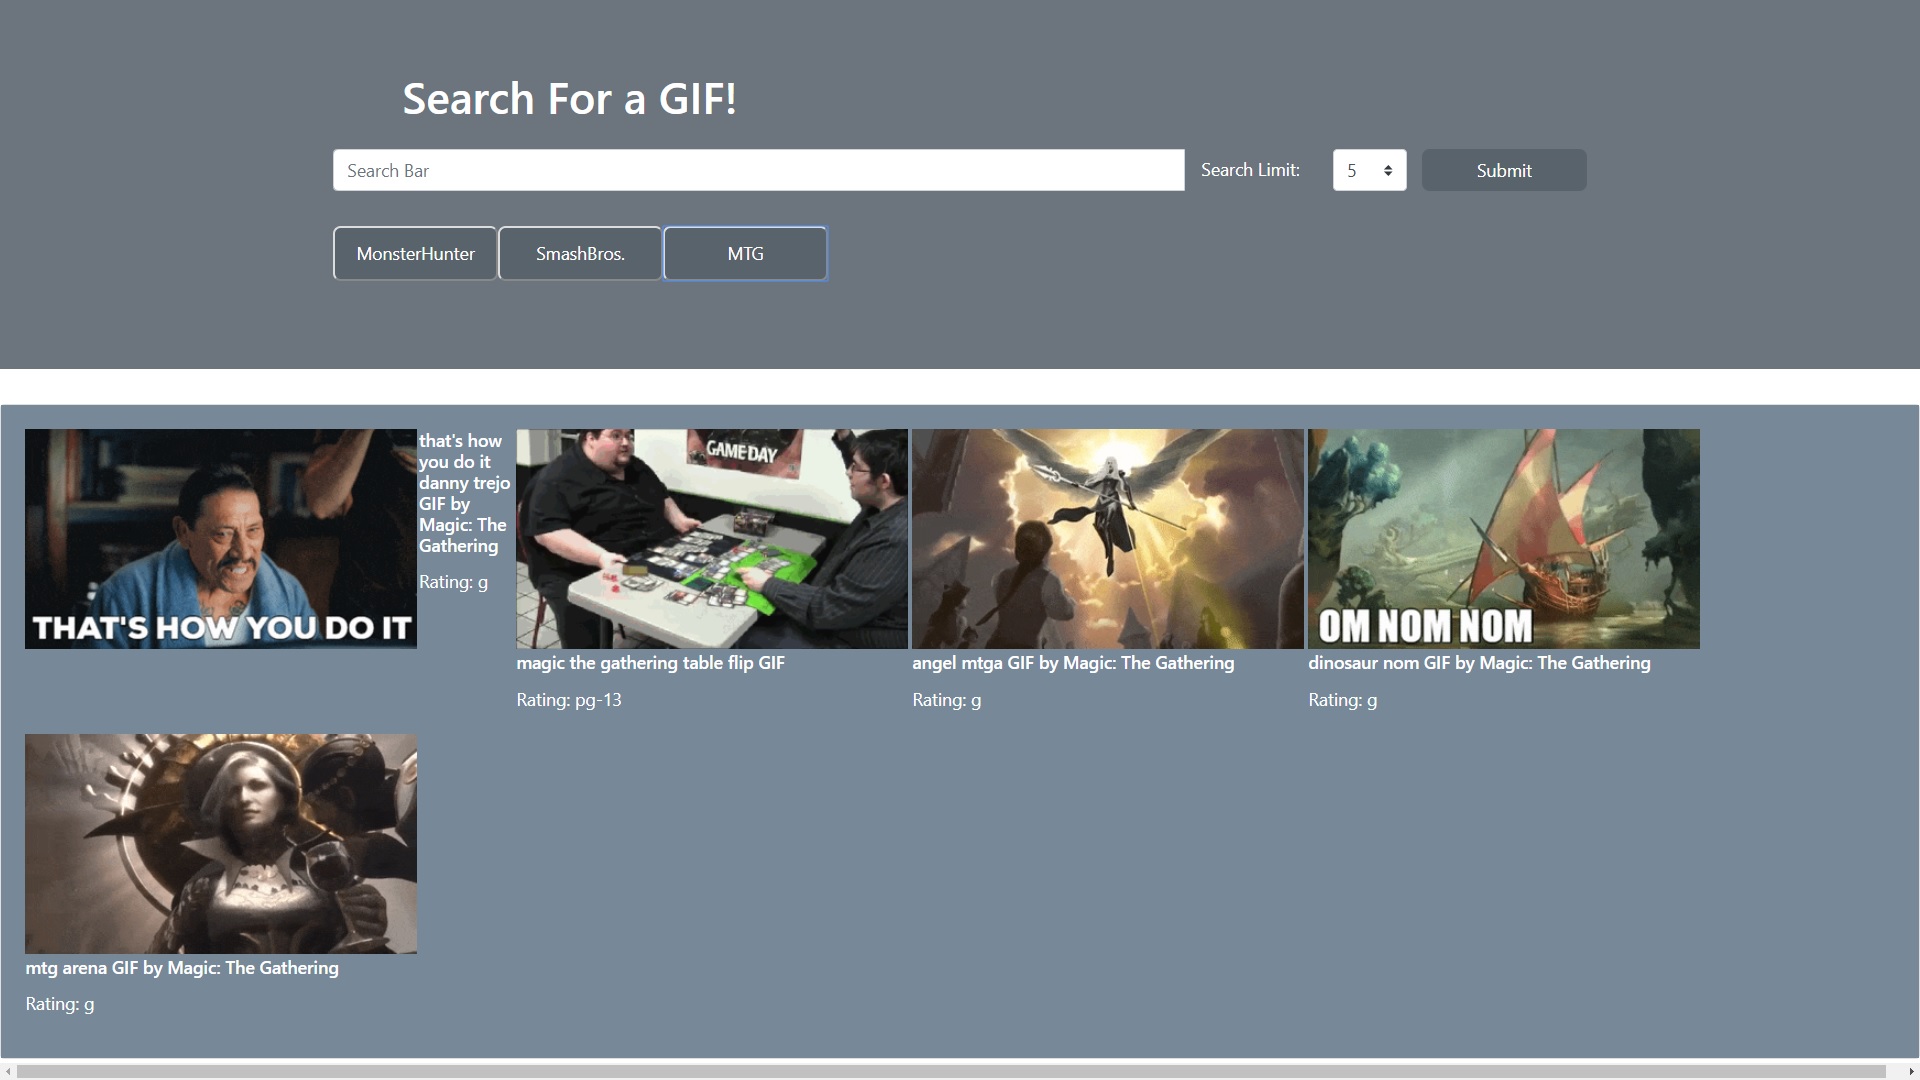 Search For a GIF!
Search Bar
Search Limit:
5
Submit
MonsterHunter
SmashBros.
MTG
THAT'S HOW YOU DO IT
that's how
you do it
danny trejo
GIF by
Magic: The
Gathering
Rating: g
GAME DAY
magic the gathering table flip GIF
Rating: pg-13
angel mtga GIF by Magic: The Gathering
Rating: g
OM NOM NOM
dinosaur nom GIF by Magic: The Gathering
Rating: g
mtg arena GIF by Magic: The Gathering
Rating: g